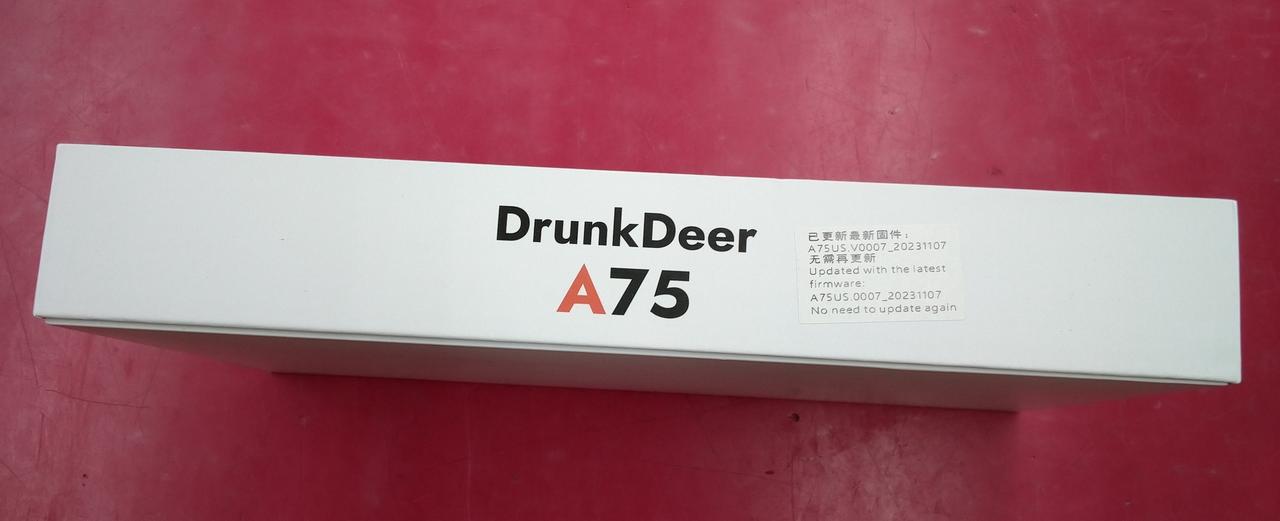 DrunkDeer
A75
已更新最新固件：
A75US.V0007_20231107
无需再更新
Updated with the latest
firmware:
A75US.0007_20231107
No need to update again